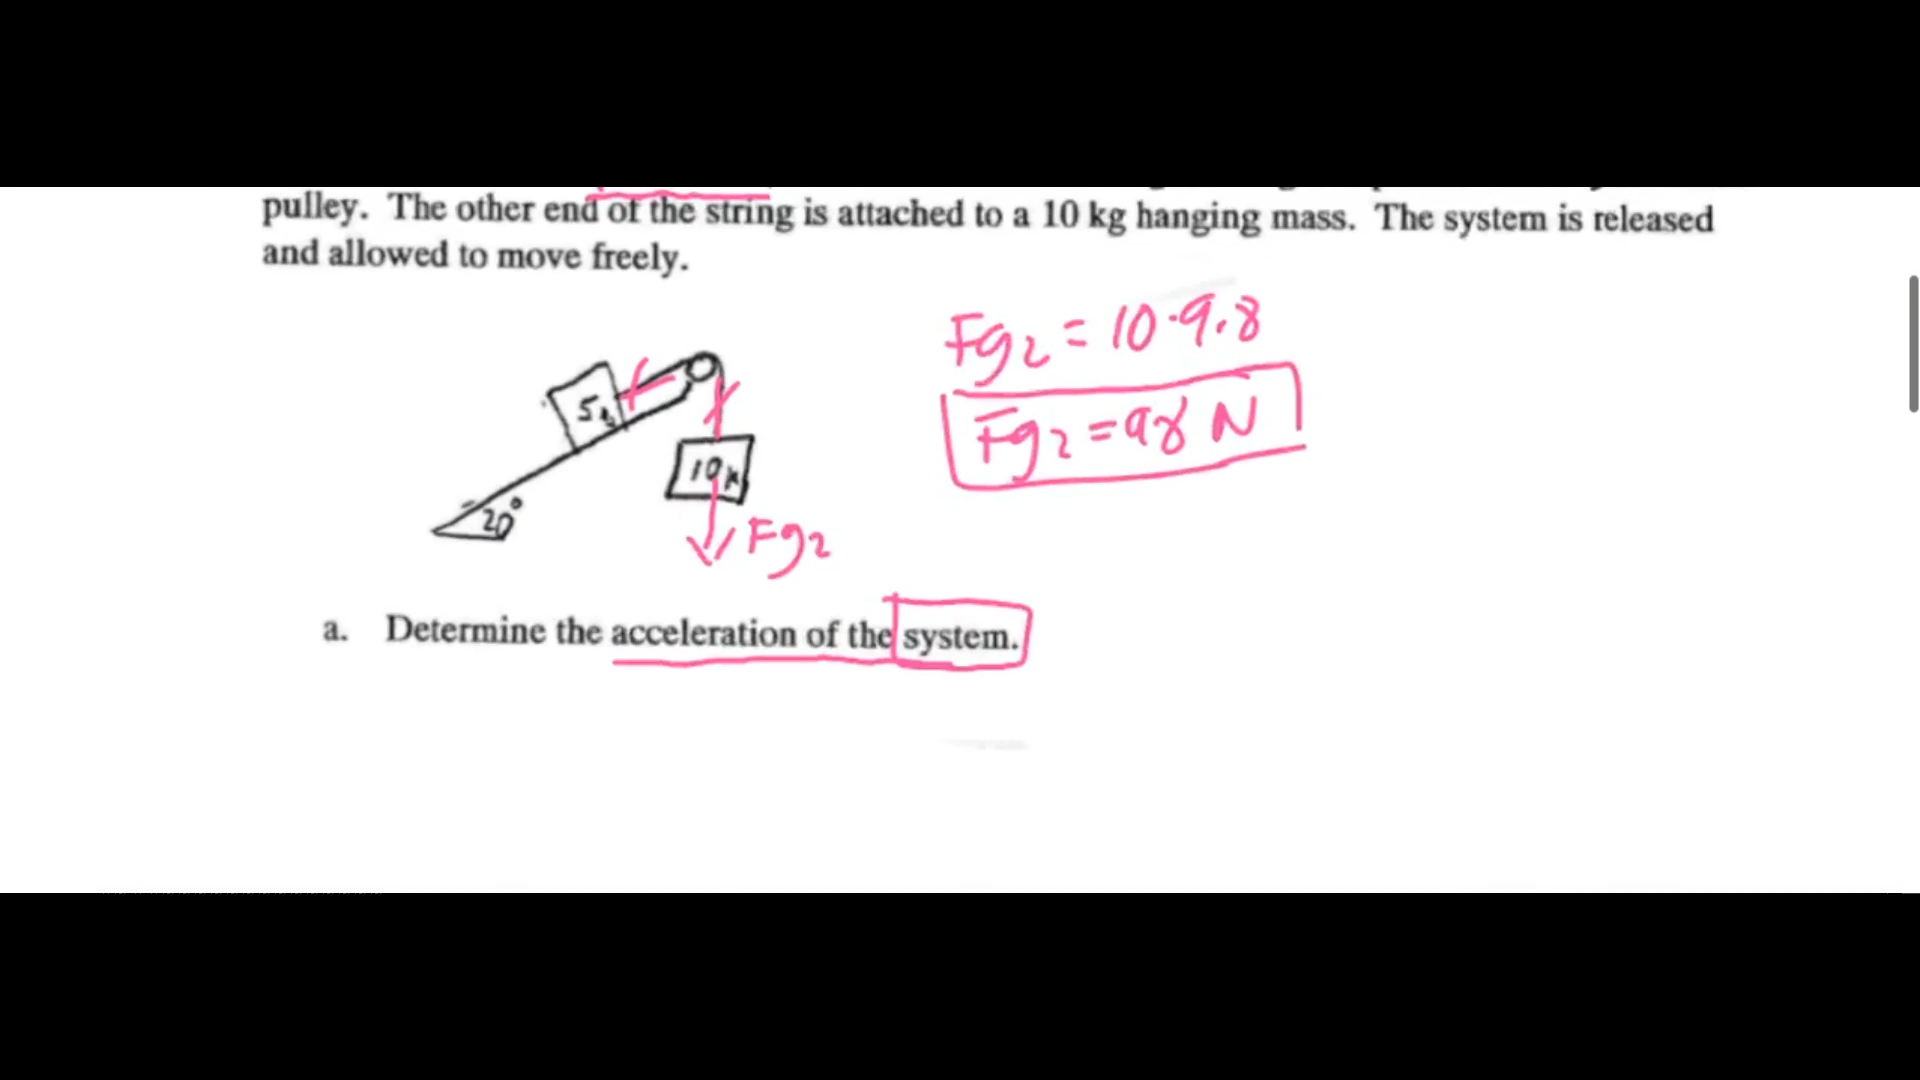 pulley. The other end of the string is attached to a 10 kg hanging mass. The system is released
and allowed to move freely.
Fg2 = 10·9.8
Fg2 = 98 N
5
10k
20°
Fg2
a. Determine the acceleration of the system.